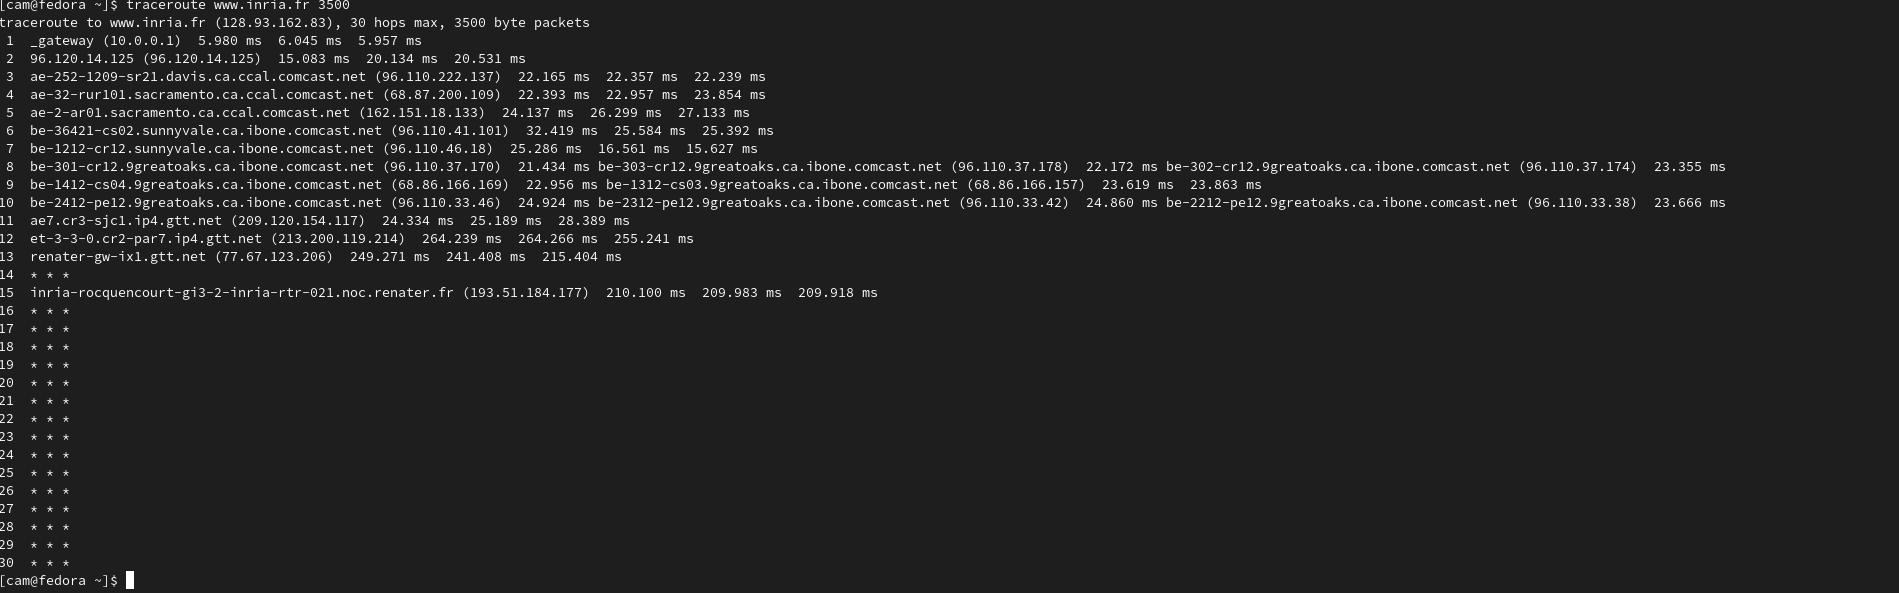 [cam@fedora ~]$ traceroute www.inria.fr 3500
traceroute to www.inria.fr (128.93.162.83), 30 hops max, 3500 byte packets
 1  _gateway (10.0.0.1)  5.980 ms  6.045 ms  5.957 ms
 2  96.120.14.125 (96.120.14.125)  15.083 ms  20.134 ms  20.531 ms
 3  ae-252-1209-sr21.davis.ca.ccal.comcast.net (96.110.222.137)  22.165 ms  22.357 ms  22.239 ms
 4  ae-32-rur101.sacramento.ca.ccal.comcast.net (68.87.200.109)  22.393 ms  22.957 ms  23.854 ms
 5  ae-2-ar01.sacramento.ca.ccal.comcast.net (162.151.18.133)  24.137 ms  26.299 ms  27.133 ms
 6  be-36421-cs02.sunnyvale.ca.ibone.comcast.net (96.110.41.101)  32.419 ms  25.584 ms  25.392 ms
 7  be-1212-cr12.sunnyvale.ca.ibone.comcast.net (96.110.46.18)  25.286 ms  16.561 ms  15.627 ms
 8  be-301-cr12.9greatoaks.ca.ibone.comcast.net (96.110.37.170)  21.434 ms be-303-cr12.9greatoaks.ca.ibone.comcast.net (96.110.37.178)  22.172 ms be-302-cr12.9greatoaks.ca.ibone.comcast.net (96.110.37.174)  23.355 ms
 9  be-1412-cs04.9greatoaks.ca.ibone.comcast.net (68.86.166.169)  22.956 ms be-1312-cs03.9greatoaks.ca.ibone.comcast.net (68.86.166.157)  23.619 ms  23.863 ms
10  be-2412-pe12.9greatoaks.ca.ibone.comcast.net (96.110.33.46)  24.924 ms be-2312-pe12.9greatoaks.ca.ibone.comcast.net (96.110.33.42)  24.860 ms be-2212-pe12.9greatoaks.ca.ibone.comcast.net (96.110.33.38)  23.666 ms
11  ae7.cr3-sjc1.ip4.gtt.net (209.120.154.117)  24.334 ms  25.189 ms  28.389 ms
12  et-3-3-0.cr2-par7.ip4.gtt.net (213.200.119.214)  264.239 ms  264.266 ms  255.241 ms
13  renater-gw-ix1.gtt.net (77.67.123.206)  249.271 ms  241.408 ms  215.404 ms
14  * * *
15  inria-rocquencourt-gi3-2-inria-rtr-021.noc.renater.fr (193.51.184.177)  210.100 ms  209.983 ms  209.918 ms
16  * * *
17  * * *
18  * * *
19  * * *
20  * * *
21  * * *
22  * * *
23  * * *
24  * * *
25  * * *
26  * * *
27  * * *
28  * * *
29  * * *
30  * * *
[cam@fedora ~]$